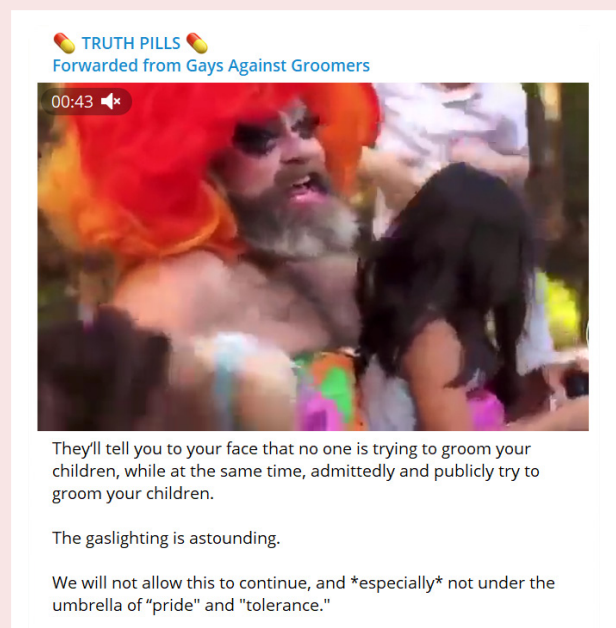 TRUTH PILLS
Forwarded from Gays Against Groomers
00:43
They'll tell you to your face that no one is trying to groom your
children, while at the same time, admittedly and publicly try to
groom your children.
The gaslighting is astounding.
We will not allow this to continue, and *especially* not under the
umbrella of “pride" and "tolerance."